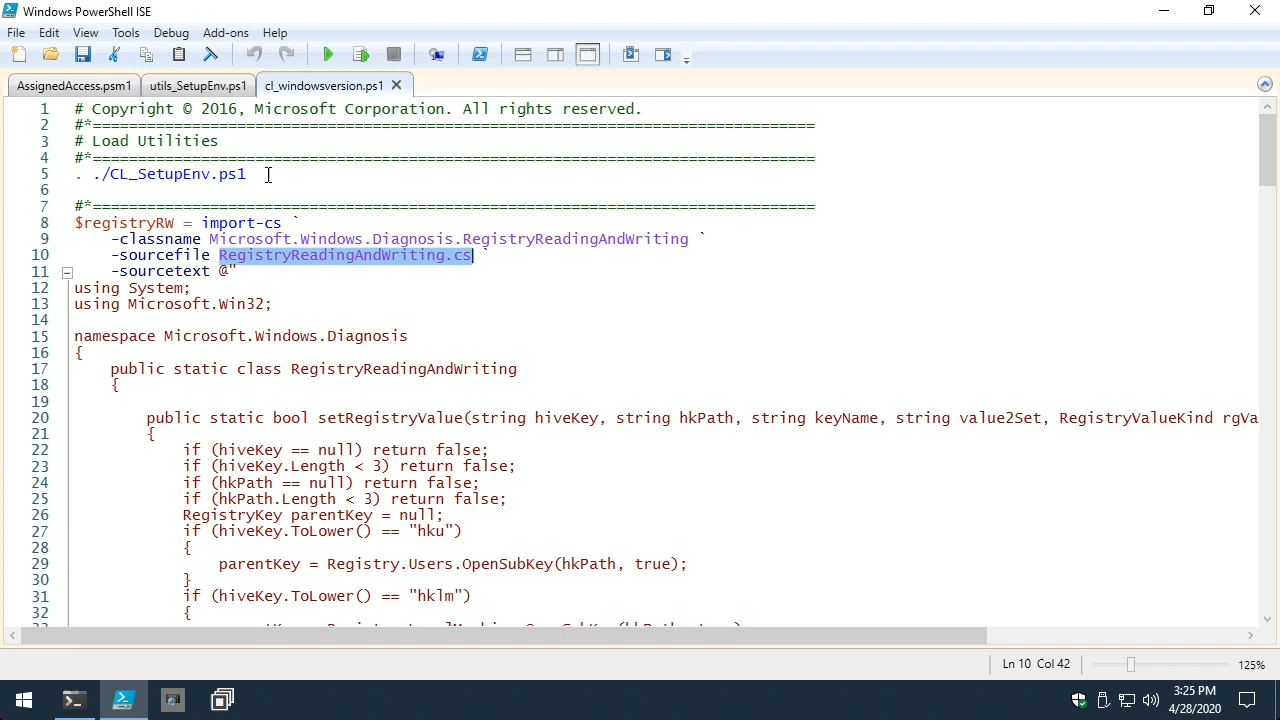 Windows PowerShell ISE
File Edit View Tools Debug Add-ons Help
AssignedAccess.psm1 utils_SetupEnv.ps1 cl_windowsversion.ps1
1 # Copyright © 2016, Microsoft Corporation. All rights reserved.
2 #*================================================================================
3 # Load Utilities
4 #*================================================================================
5 . ./CL_SetupEnv.ps1
6
7 #*================================================================================
8 $registryRW = import-cs `
9 -classname Microsoft.Windows.Diagnosis.RegistryReadingAndWriting `
10 -sourcefile RegistryReadingAndWriting.cs `
11 -sourcetext @"
12 using System;
13 using Microsoft.Win32;
14
15 namespace Microsoft.Windows.Diagnosis
16 {
17 public static class RegistryReadingAndWriting
18 {
19
20 public static bool setRegistryValue(string hiveKey, string hkPath, string keyName, string value2Set, RegistryValueKind rgVa
21 {
22 if (hiveKey == null) return false;
23 if (hiveKey.Length < 3) return false;
24 if (hkPath == null) return false;
25 if (hkPath.Length < 3) return false;
26 RegistryKey parentKey = null;
27 if (hiveKey.ToLower() == "hku")
28 {
29 parentKey = Registry.Users.OpenSubKey(hkPath, true);
30 }
31 if (hiveKey.ToLower() == "hklm")
32 {
Ln 10 Col 42 125%
3:25 PM
4/28/2020